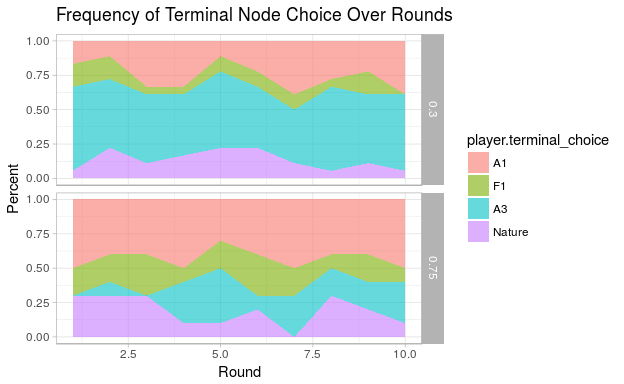 Frequency of Terminal Node Choice Over Rounds
Percent
1.00
0.75
0.50
0.25
0.00
0.3
1.00
0.75
0.50
0.25
0.00
0.75
2.5 5.0 7.5 10.0
Round
player.terminal_choice
A1
F1
A3
Nature